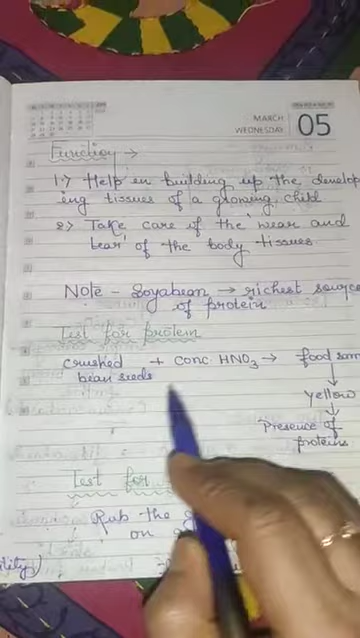 MARCH
WEDNESDAY 05
Function →
1.) Help in building up the develop
ing tissues of a growing child
2.) Take care of the wear and
tear of the body tissues.
Note - Soyabean → richest source
of protein
Test for protein
crushed + conc. HNO3 → food sam
bean seeds
yellow
Presence of
proteins
Test for
Rub the
on